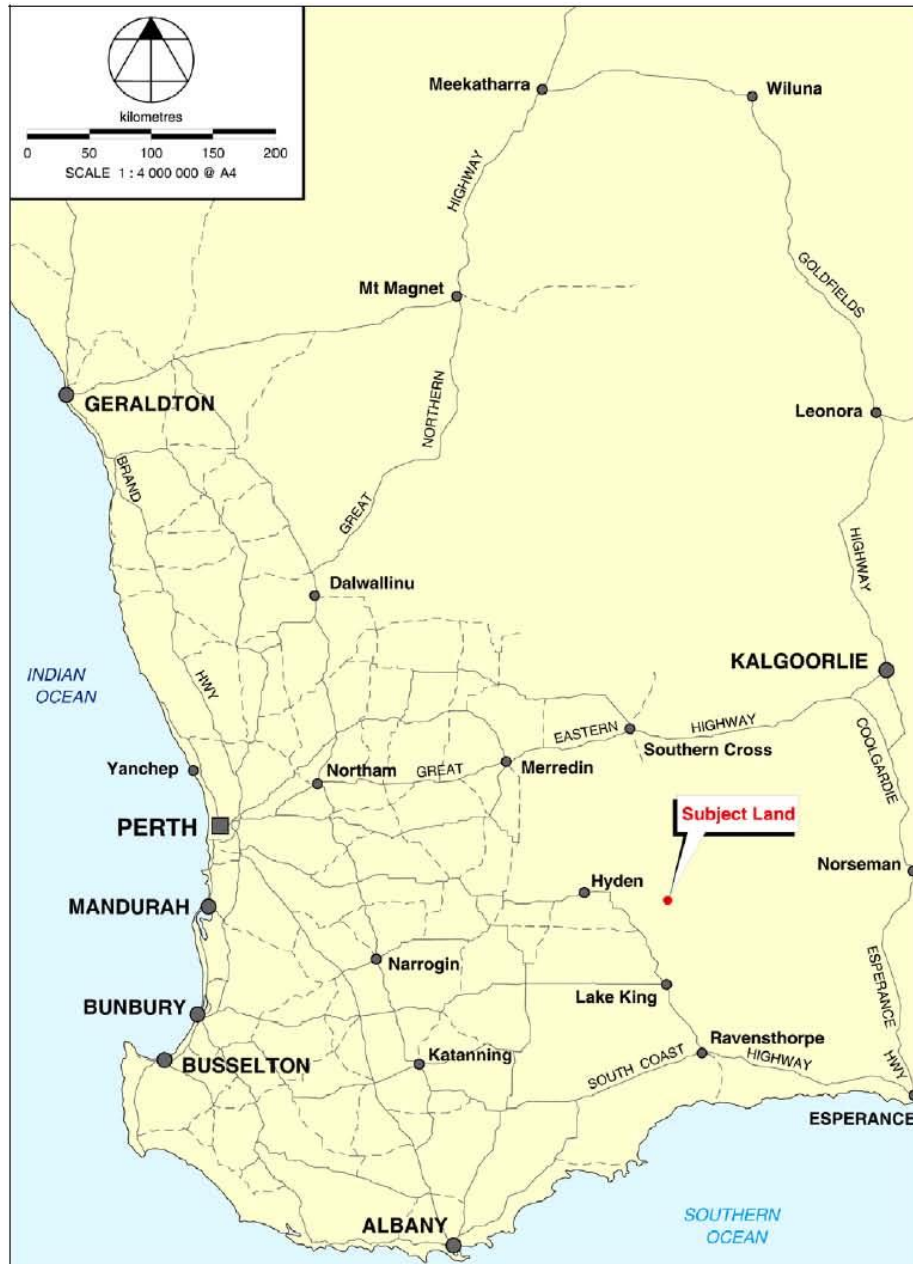 kilometres
0 50 100 150 200
SCALE 1 : 4 000 000 @ A4
Meekatharra
Wiluna
HIGHWAY
GOLDFIELDS
Mt Magnet
GERALDTON
NORTHERN
Leonora
BRAND
GREAT
HIGHWAY
Dalwallinu
INDIAN
OCEAN
HWY
KALGOORLIE
EASTERN
HIGHWAY
Southern Cross
COOLGARDIE
Yanchep
Northam
GREAT
Merredin
PERTH
Subject Land
Norseman
Hyden
MANDURAH
Narrogin
Lake King
ESPERANCE
BUNBURY
Ravensthorpe
BUSSELTON
Katanning
SOUTH COAST
HIGHWAY
HWY
ESPERANCE
ALBANY
SOUTHERN
OCEAN